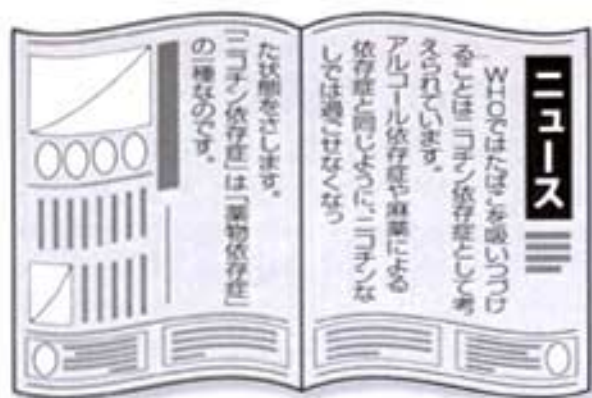 ニュース
WHOではたばこを吸いつづけ
ることはニコチン依存症として考
えられています。
アルコール依存症や麻薬による
依存症と同じように、ニコチンな
しでは過ごせなくなっ
た状態をさします。
「ニコチン依存症」は「薬物依存症」
の一種なのです。